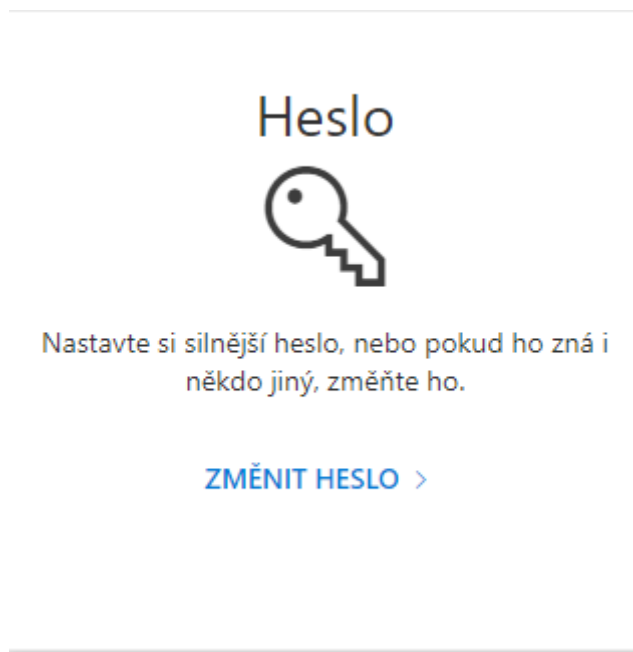 Heslo
Nastavte si silnější heslo, nebo pokud ho zná i
někdo jiný, změňte ho.
ZMĚNIT HESLO >